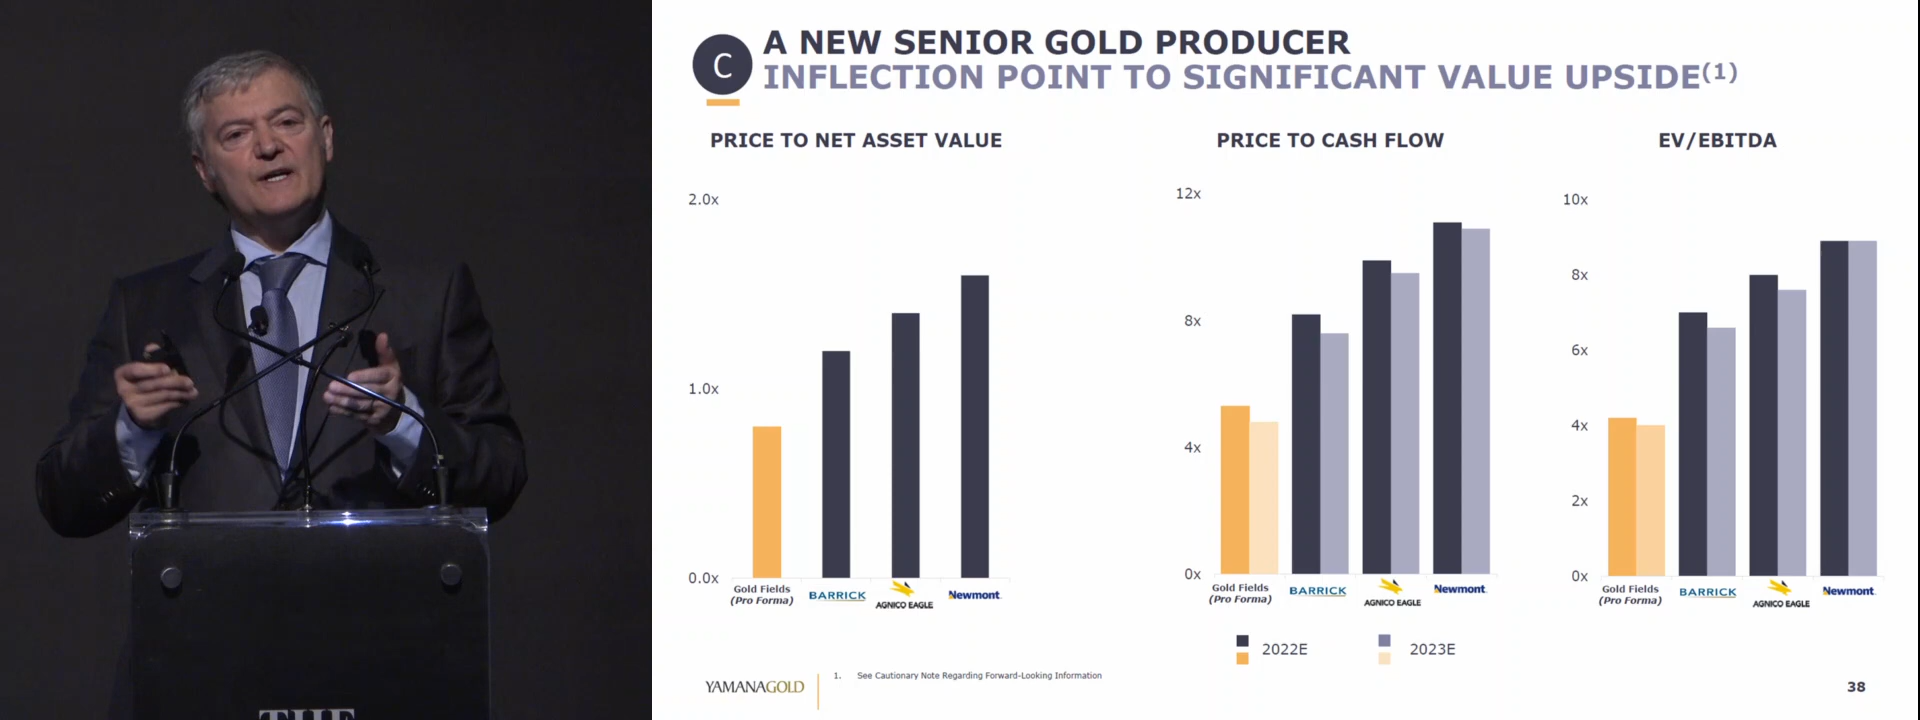 C
A NEW SENIOR GOLD PRODUCER
INFLECTION POINT TO SIGNIFICANT VALUE UPSIDE(1)
PRICE TO NET ASSET VALUE
2.0x
1.0x
0.0x
Gold Fields
(Pro Forma)
BARRICK
AGNICO EAGLE
Newmont
PRICE TO CASH FLOW
12x
8x
4x
0x
Gold Fields
(Pro Forma)
BARRICK
AGNICO EAGLE
Newmont
2022E
2023E
EV/EBITDA
10x
8x
6x
4x
2x
0x
Gold Fields
(Pro Forma)
BARRICK
AGNICO EAGLE
Newmont
YAMANAGOLD
1. See Cautionary Note Regarding Forward-Looking Information
38
THE